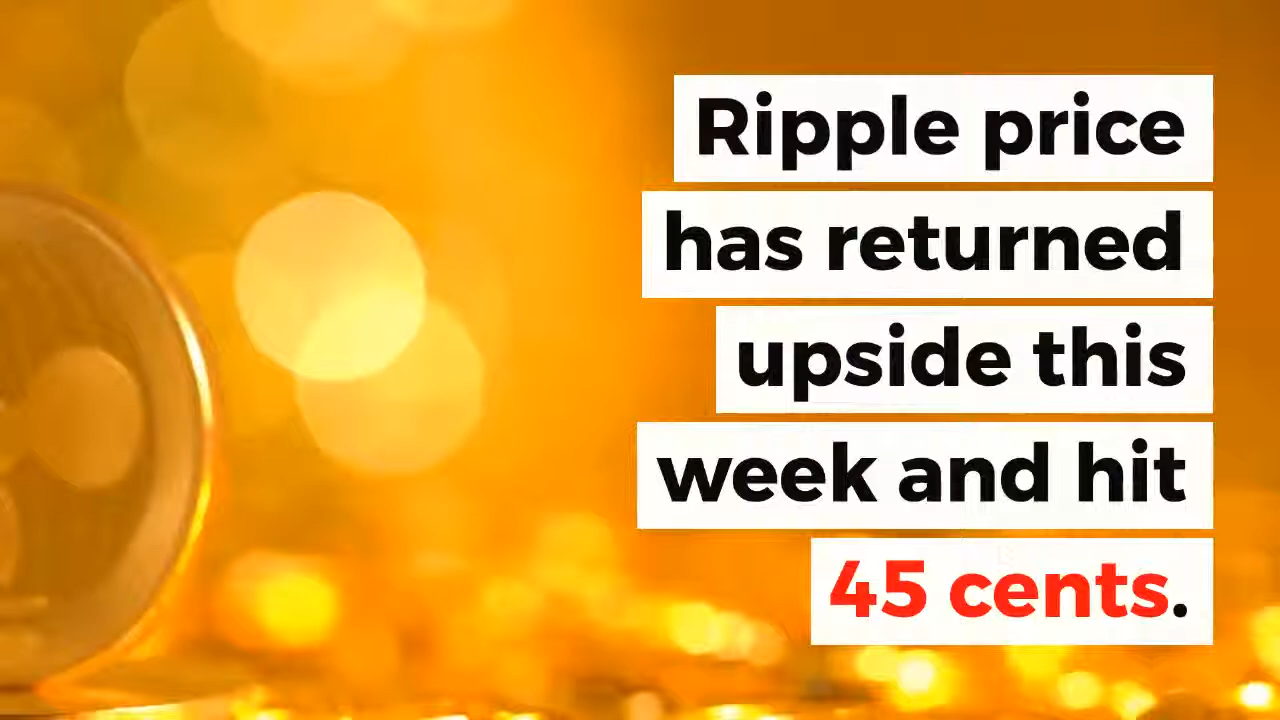 Ripple price
has returned
upside this
week and hit
45 cents.